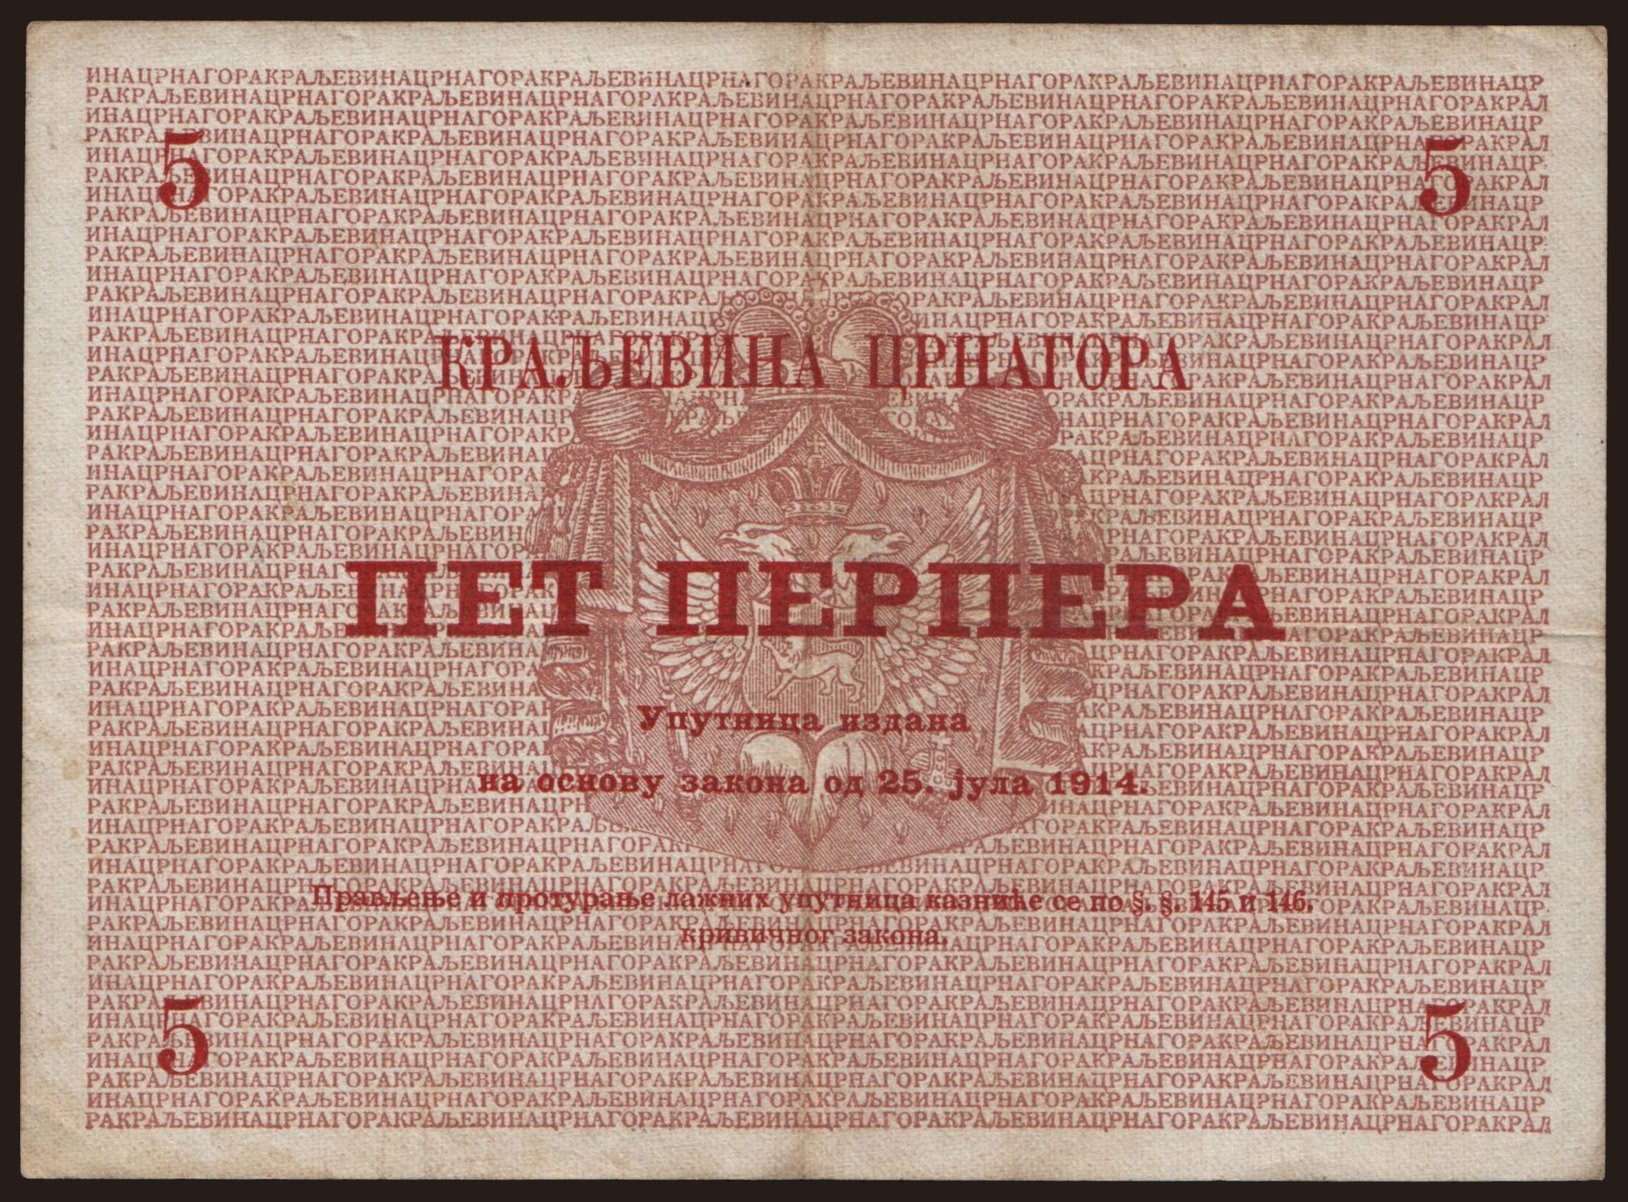 5 5
КРАЉЕВИНА ЦРНАГОРА
ПЕТ ПЕРПЕРА
Упутница издана
на основу закона од 25. јула 1914.
Прављење и протурање лажних упутница казниће се по §. §. 145 и 146.
кривичног закона.
5 5